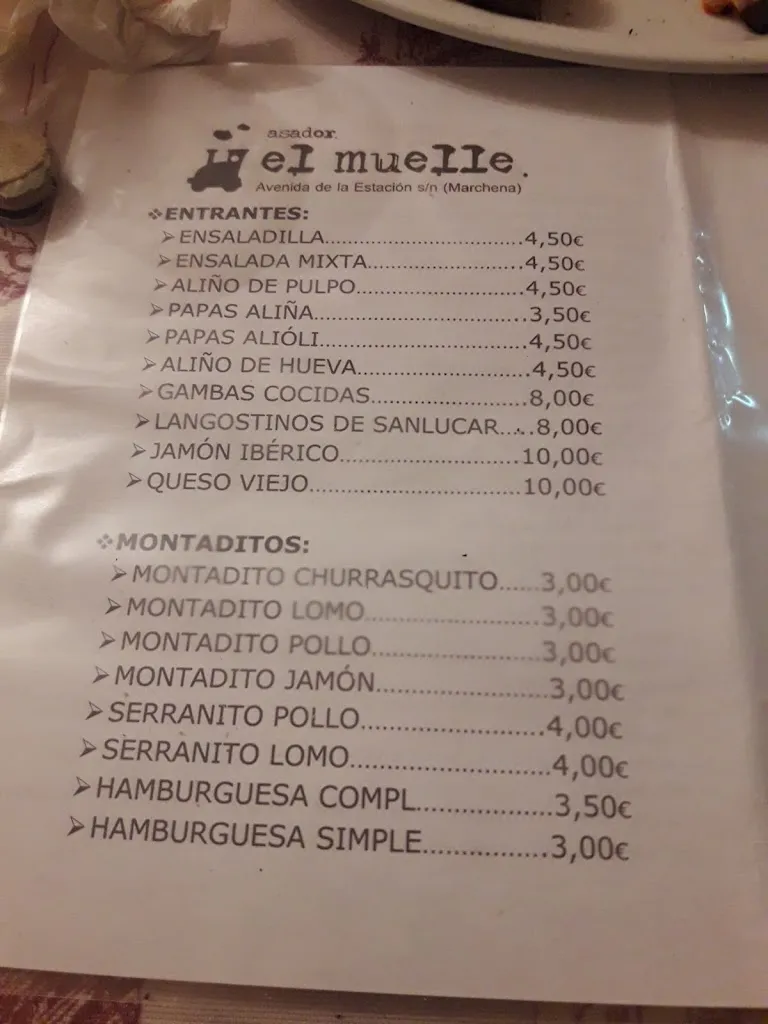 asador.
el muelle.
Avenida de la Estación s/n (Marchena)
❖ENTRANTES:
➢ENSALADILLA..............................4,50€
➢ENSALADA MIXTA.......................4,50€
➢ALIÑO DE PULPO.........................4,50€
➢PAPAS ALIÑA................................3,50€
➢PAPAS ALIÓLI...............................4,50€
➢ALIÑO DE HUEVA.........................4,50€
➢GAMBAS COCIDAS.......................8,00€
➢LANGOSTINOS DE SANLUCAR.....8,00€
➢JAMÓN IBÉRICO..........................10,00€
➢QUESO VIEJO...............................10,00€
❖MONTADITOS:
➢MONTADITO CHURRASQUITO......3,00€
➢MONTADITO LOMO.........................3,00€
➢MONTADITO POLLO........................3,00€
➢MONTADITO JAMÓN.......................3,00€
➢SERRANITO POLLO........................4,00€
➢SERRANITO LOMO..........................4,00€
➢HAMBURGUESA COMPL.................3,50€
➢HAMBURGUESA SIMPLE................3,00€